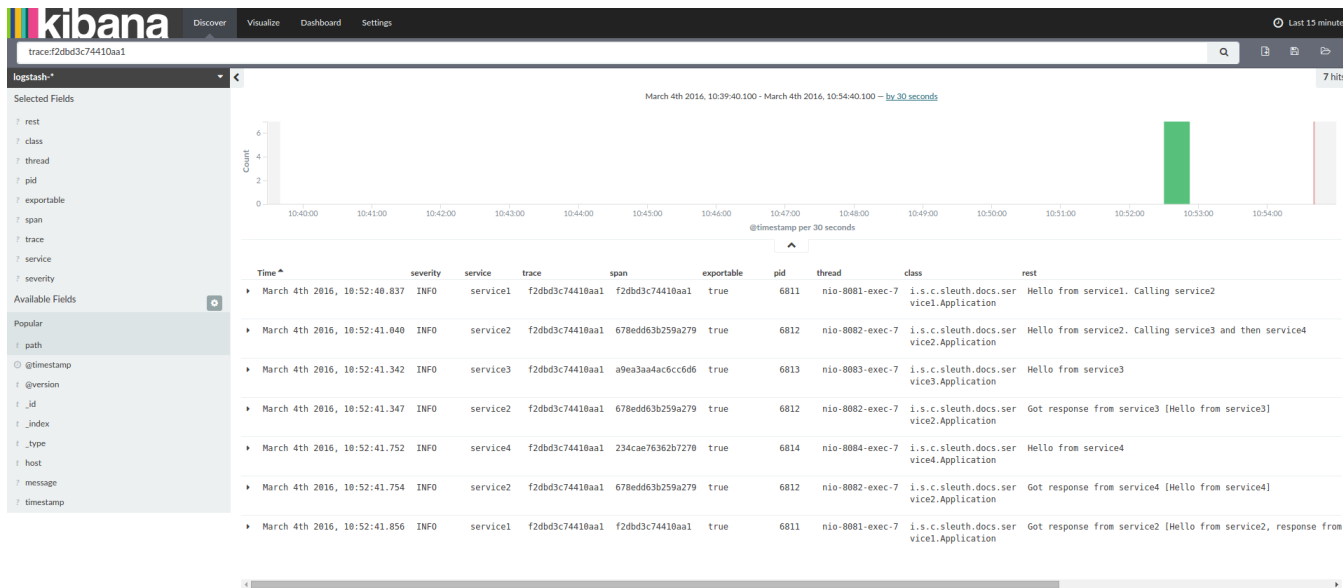 kibana Discover Visualize Dashboard Settings Last 15 minute
trace:f2dbd3c74410aa1
logstash-*
7 hits
Selected Fields
? rest
? class
? thread
? pid
? exportable
? span
? trace
? service
? severity
Available Fields
Popular
t path
@timestamp
t @version
t _id
t _index
t _type
t host
? message
? timestamp
March 4th 2016, 10:39:40.100 - March 4th 2016, 10:54:40.100 — by 30 seconds
Count
6
4
2
0
10:40:00 10:41:00 10:42:00 10:43:00 10:44:00 10:45:00 10:46:00 10:47:00 10:48:00 10:49:00 10:50:00 10:51:00 10:52:00 10:53:00 10:54:00
@timestamp per 30 seconds
Time severity service trace span exportable pid thread class rest
March 4th 2016, 10:52:40.837 INFO service1 f2dbd3c74410aa1 f2dbd3c74410aa1 true 6811 nio-8081-exec-7 i.s.c.sleuth.docs.ser Hello from service1. Calling service2
vice1.Application
March 4th 2016, 10:52:41.040 INFO service2 f2dbd3c74410aa1 678edd63b259a279 true 6812 nio-8082-exec-7 i.s.c.sleuth.docs.ser Hello from service2. Calling service3 and then service4
vice2.Application
March 4th 2016, 10:52:41.342 INFO service3 f2dbd3c74410aa1 a9ea3aa4ac6cc6d6 true 6813 nio-8083-exec-7 i.s.c.sleuth.docs.ser Hello from service3
vice3.Application
March 4th 2016, 10:52:41.347 INFO service2 f2dbd3c74410aa1 678edd63b259a279 true 6812 nio-8082-exec-7 i.s.c.sleuth.docs.ser Got response from service3 [Hello from service3]
vice2.Application
March 4th 2016, 10:52:41.752 INFO service4 f2dbd3c74410aa1 234cae76362b7270 true 6814 nio-8084-exec-7 i.s.c.sleuth.docs.ser Hello from service4
vice4.Application
March 4th 2016, 10:52:41.754 INFO service2 f2dbd3c74410aa1 678edd63b259a279 true 6812 nio-8082-exec-7 i.s.c.sleuth.docs.ser Got response from service4 [Hello from service4]
vice2.Application
March 4th 2016, 10:52:41.856 INFO service1 f2dbd3c74410aa1 f2dbd3c74410aa1 true 6811 nio-8081-exec-7 i.s.c.sleuth.docs.ser Got response from service2 [Hello from service2, response from
vice1.Application